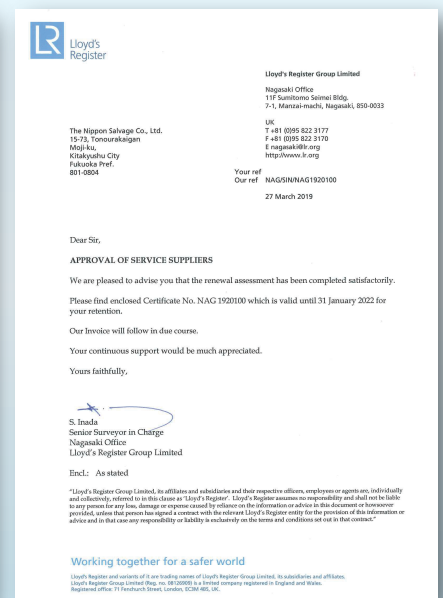 LR
Lloyd's
Register
Lloyd's Register Group Limited
Nagasaki Office
11F Sumitomo Seimei Bldg.
7-1, Manzai-machi, Nagasaki, 850-0033
UK
T +81 (0)95 822 3177
F +81 (0)95 822 3170
E nagasaki@lr.org
http://www.lr.org
The Nippon Salvage Co., Ltd.
15-73, Tonourakaigan
Moji-ku,
Kitakyushu City
Fukuoka Pref.
801-0804
Your ref
Our ref NAG/SIN/NAG1920100
27 March 2019
Dear Sir,
APPROVAL OF SERVICE SUPPLIERS
We are pleased to advise you that the renewal assessment has been completed satisfactorily.
Please find enclosed Certificate No. NAG 1920100 which is valid until 31 January 2022 for
your retention.
Our Invoice will follow in due course.
Your continuous support would be much appreciated.
Yours faithfully,
S. Inada
Senior Surveyor in Charge
Nagasaki Office
Lloyd's Register Group Limited
Encl.: As stated
"Lloyd's Register Group Limited, its affiliates and subsidiaries and their respective officers, employees or agents are, individually
and collectively, referred to in this clause as 'Lloyd's Register'. Lloyd's Register assumes no responsibility and shall not be liable
to any person for any loss, damage or expense caused by reliance on the information or advice in this document or howsoever
provided, unless that person has signed a contract with the relevant Lloyd's Register entity for the provision of this information or
advice and in that case any responsibility or liability is exclusively on the terms and conditions set out in that contract."
Working together for a safer world
Lloyd's Register and variants of it are trading names of Lloyd's Register Group Limited, its subsidiaries and affiliates.
Lloyd's Register Group Limited (Reg. no. 08126909) is a limited company registered in England and Wales.
Registered office: 71 Fenchurch Street, London, EC3M 4BS, UK.